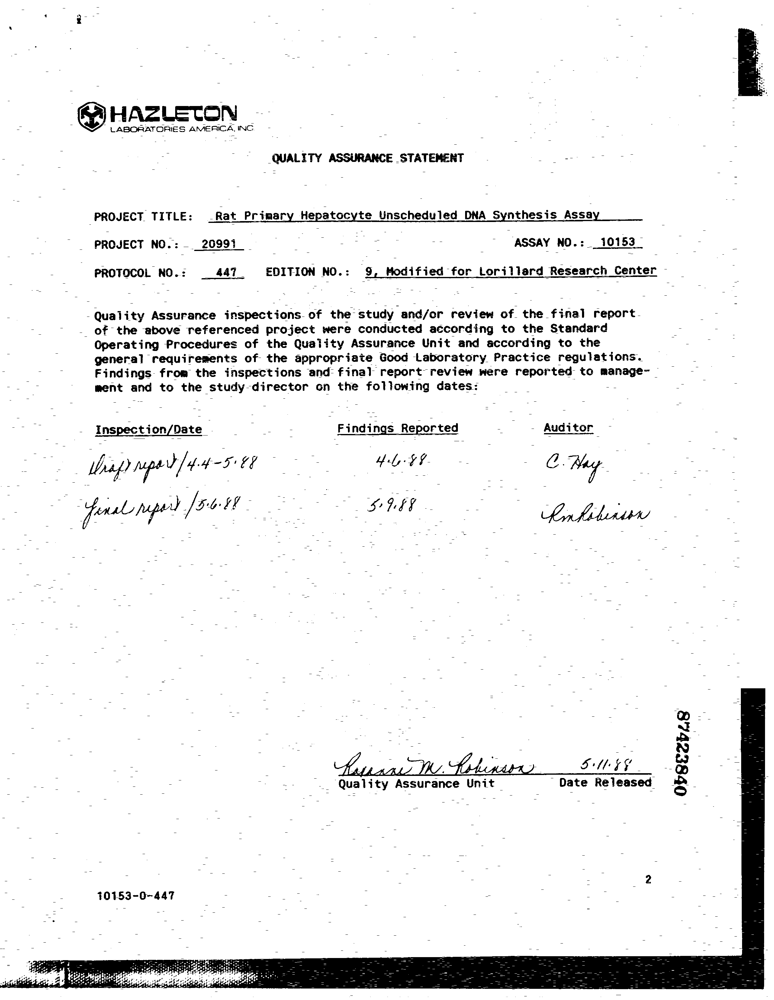 HAZLETON
LABORATORIES AMERICA, INC
QUALITY ASSURANCE STATEMENT
PROJECT TITLE: Rat Primary Hepatocyte Unscheduled DNA Synthesis Assay
PROJECT NO.: 20991 ASSAY NO.: 10153
PROTOCOL NO.: 447 EDITION NO.: 9, Modified for Lorillard Research Center
Quality Assurance inspections of the study and/or review of the final report
of the above referenced project were conducted according to the Standard
Operating Procedures of the Quality Assurance Unit and according to the
general requirements of the appropriate Good Laboratory Practice regulations.
Findings from the inspections and final report review were reported to manage-
ment and to the study director on the following dates:
Inspection/Date Findings Reported Auditor
Draft report/4.4-5.88 4.6.88 C. Hay
final report/5.6.88 5.9.88 RmRobinson
Rosanne M. Robinson 5.11.88
Quality Assurance Unit Date Released
87423840
2
10153-0-447